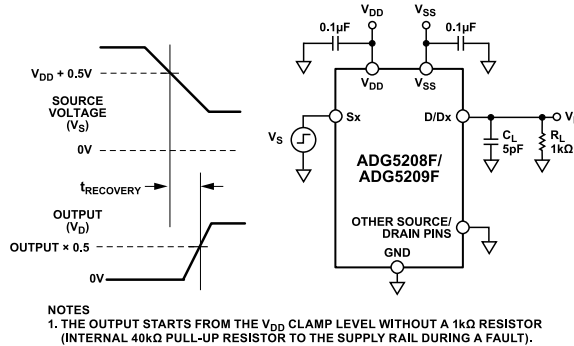 V_DD + 0.5V
SOURCE
VOLTAGE
(V_S)
0V
t_RECOVERY
OUTPUT
(V_D)
OUTPUT × 0.5
0V
V_DD V_SS
0.1µF 0.1µF
V_DD V_SS
V_S Sx D/Dx
C_L
5pF
R_L
1kΩ
ADG5208F/
ADG5209F
OTHER SOURCE/
DRAIN PINS
GND
NOTES
1. THE OUTPUT STARTS FROM THE V_DD CLAMP LEVEL WITHOUT A 1kΩ RESISTOR
(INTERNAL 40kΩ PULL-UP RESISTOR TO THE SUPPLY RAIL DURING A FAULT).